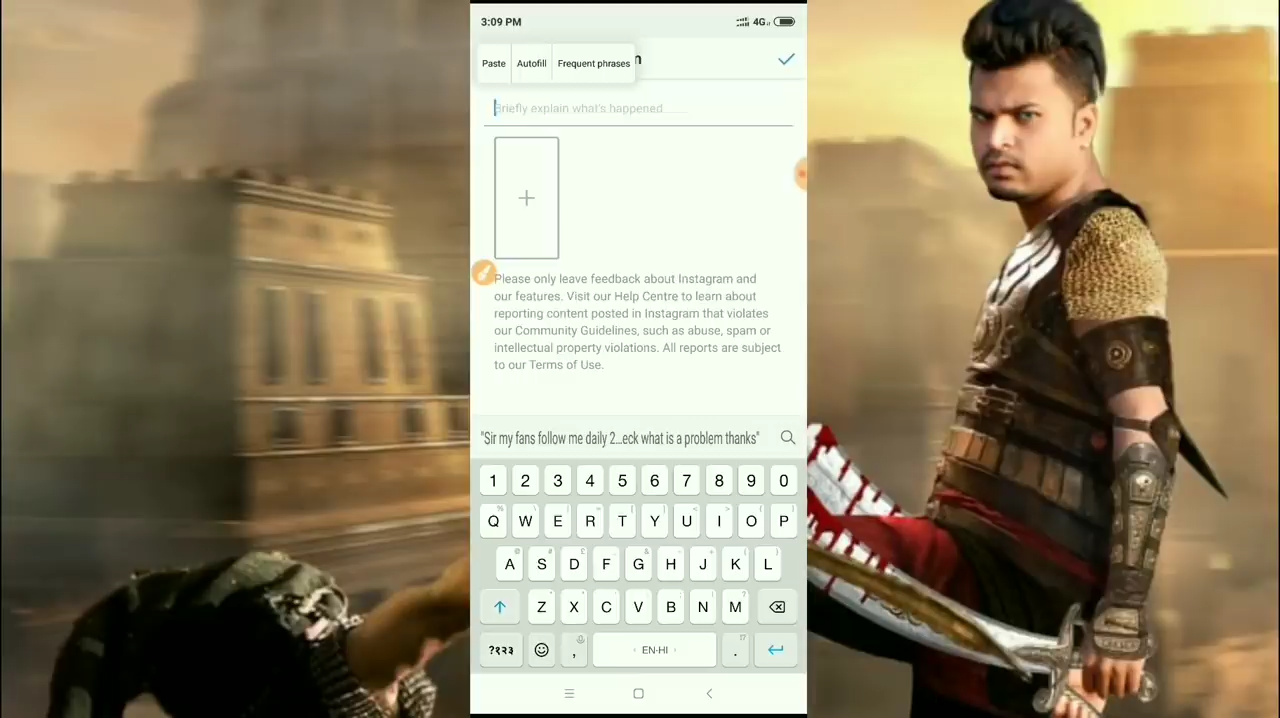 3:09 PM 4G
Paste Autofill Frequent phrases n
Briefly explain what's happened
Please only leave feedback about Instagram and
our features. Visit our Help Centre to learn about
reporting content posted in Instagram that violates
our Community Guidelines, such as abuse, spam or
intellectual property violations. All reports are subject
to our Terms of Use.
"Sir my fans follow me daily 2...eck what is a problem thanks"
1 2 3 4 5 6 7 8 9 0
Q W E R T Y U I O P
A S D F G H J K L
Z X C V B N M
?१२३ , EN-HI .